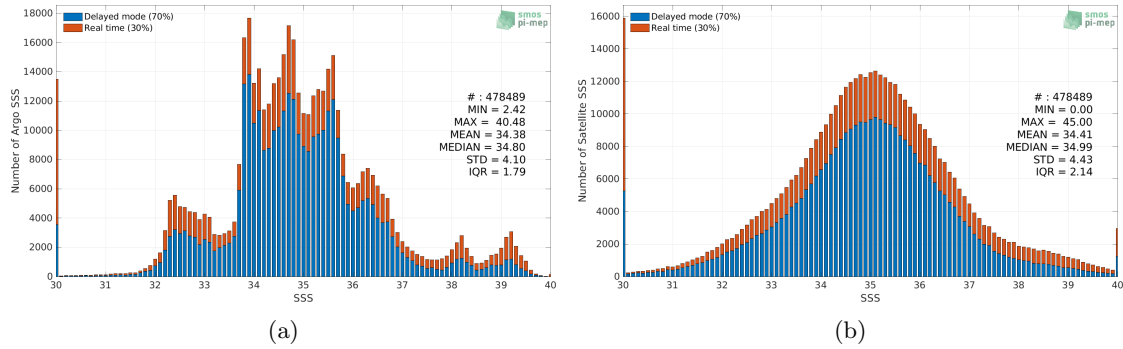 Delayed mode (70%)
Real time (30%)
smos
pi-mep
18000
16000
14000
12000
10000
8000
6000
4000
2000
0
Number of Argo SSS
# : 478489
MIN = 2.42
MAX = 40.48
MEAN = 34.38
MEDIAN = 34.80
STD = 4.10
IQR = 1.79
30 31 32 33 34 35 36 37 38 39 40
SSS
(a)
Delayed mode (70%)
Real time (30%)
smos
pi-mep
16000
14000
12000
10000
8000
6000
4000
2000
0
Number of Satellite SSS
# : 478489
MIN = 0.00
MAX = 45.00
MEAN = 34.41
MEDIAN = 34.99
STD = 4.43
IQR = 2.14
30 31 32 33 34 35 36 37 38 39 40
SSS
(b)